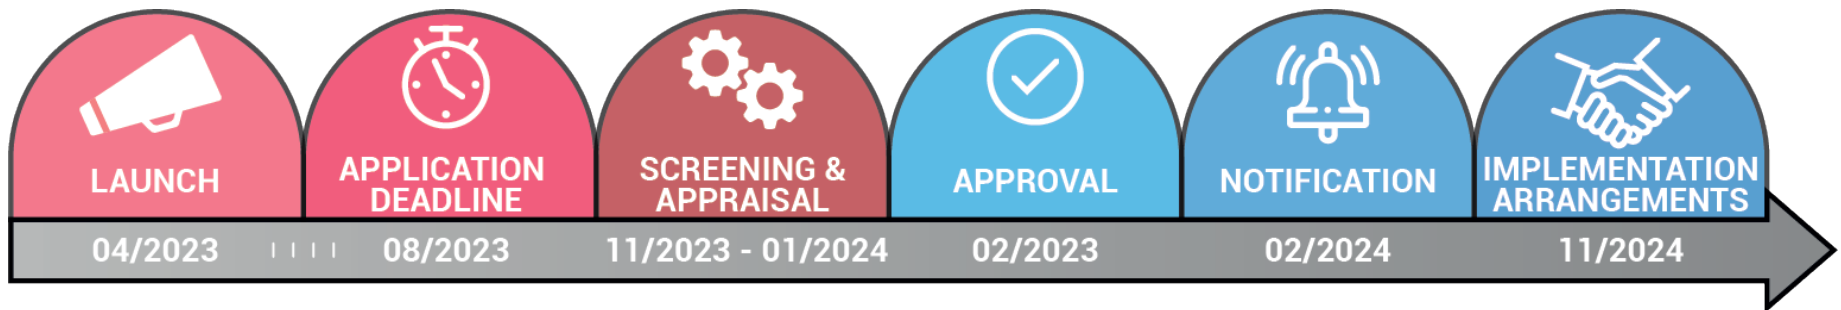 LAUNCH
APPLICATION
DEADLINE
SCREENING &
APPRAISAL
APPROVAL
NOTIFICATION
IMPLEMENTATION
ARRANGEMENTS
04/2023
08/2023
11/2023 - 01/2024
02/2023
02/2024
11/2024